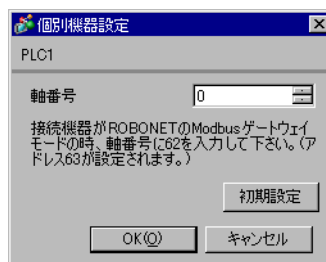 個別機器設定
PLC1
軸番号
0
接続機器がROBONETのModbusゲートウェイ
モードの時、軸番号に62を入力して下さい。(ア
ドレス63が設定されます。)
初期設定
OK(O)
キャンセル